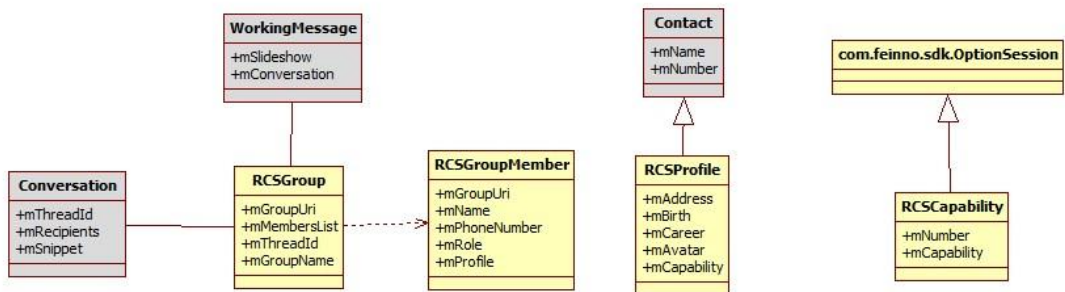 WorkingMessage
+mSlideshow
+mConversation
Contact
+mName
+mNumber
com.feinno.sdk.OptionSession
Conversation
+mThreadId
+mRecipients
+mSnippet
RCSGroup
+mGroupUri
+mMembersList
+mThreadId
+mGroupName
RCSGroupMember
+mGroupUri
+mName
+mPhoneNumber
+mRole
+mProfile
RCSProfile
+mAddress
+mBirth
+mCareer
+mAvatar
+mCapability
RCSCapability
+mNumber
+mCapability